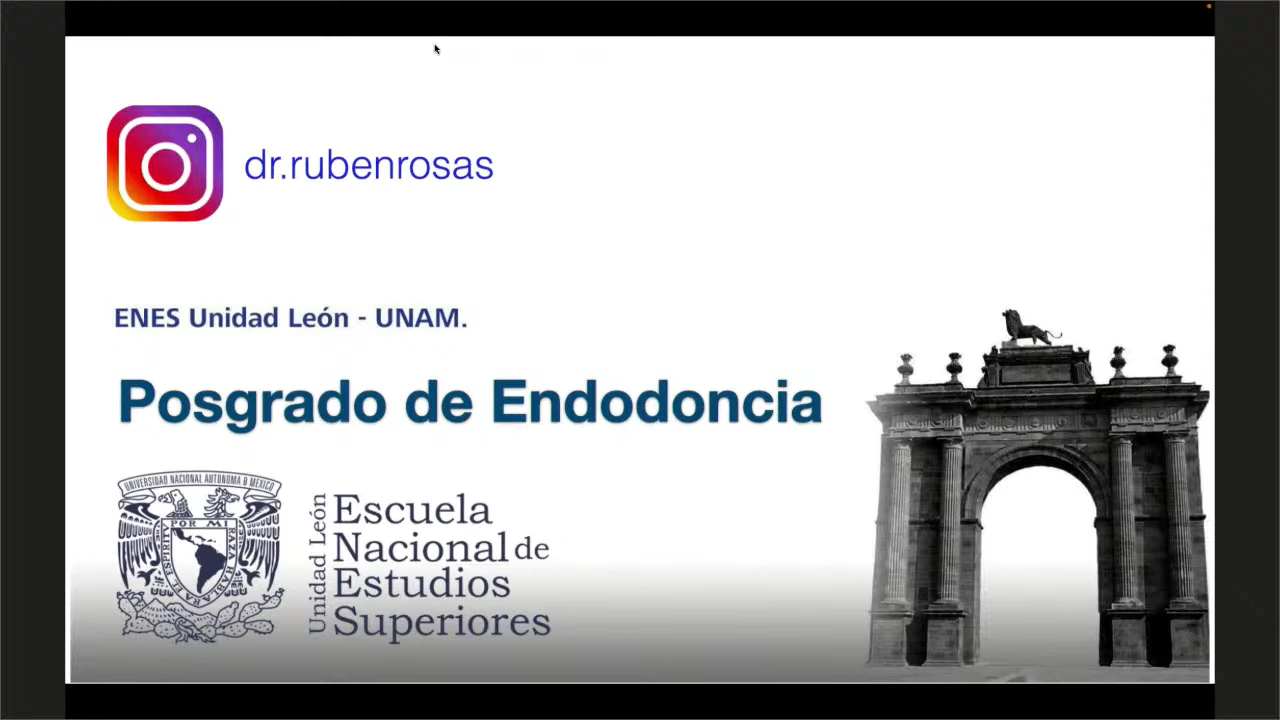 dr.rubenrosas
ENES Unidad León - UNAM.
Posgrado de Endodoncia
UNIVERSIDAD NACIONAL AUTONOMA D MEXICO
POR MI RAZA HABLARA EL ESPIRITU
Unidad León
Escuela
Nacional de
Estudios
Superiores